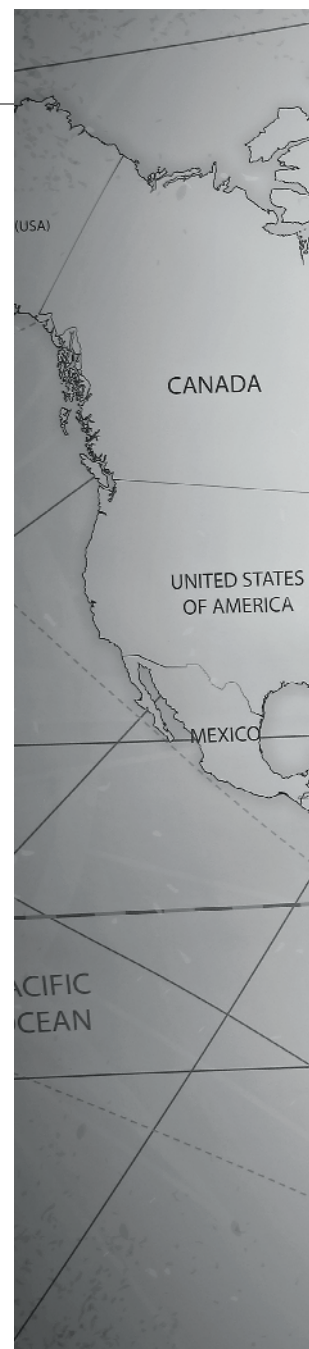 (USA)
CANADA
UNITED STATES
OF AMERICA
MEXICO
ACIFIC
CEAN